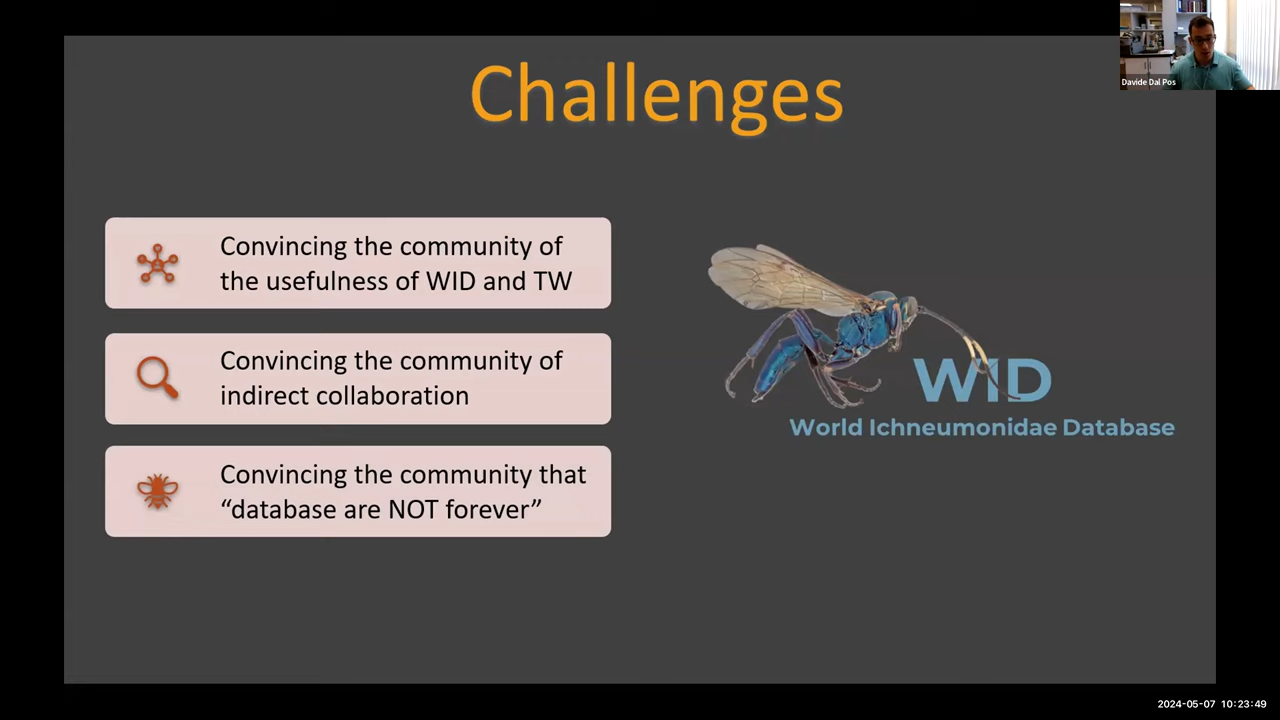 Challenges
Davide Dal Pos
Convincing the community of
the usefulness of WID and TW
Convincing the community of
indirect collaboration
Convincing the community that
“database are NOT forever”
WID
World Ichneumonidae Database
2024-05-07 10:23:49